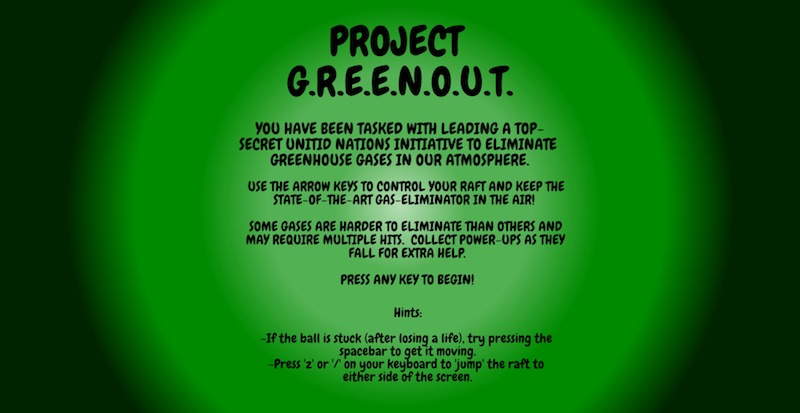 PROJECT
G.R.E.E.N.O.U.T.
YOU HAVE BEEN TASKED WITH LEADING A TOP-
SECRET UNITID NATIONS INITIATIVE TO ELIMINATE
GREENHOUSE GASES IN OUR ATMOSPHERE.
USE THE ARROW KEYS TO CONTROL YOUR RAFT AND KEEP THE
STATE-OF-THE-ART GAS-ELIMINATOR IN THE AIR!
SOME GASES ARE HARDER TO ELIMINATE THAN OTHERS AND
MAY REQUIRE MULTIPLE HITS. COLLECT POWER-UPS AS THEY
FALL FOR EXTRA HELP.
PRESS ANY KEY TO BEGIN!
Hints:
-If the ball is stuck (after losing a life), try pressing the
spacebar to get it moving.
-Press 'z' or '/' on your keyboard to 'jump' the raft to
either side of the screen.